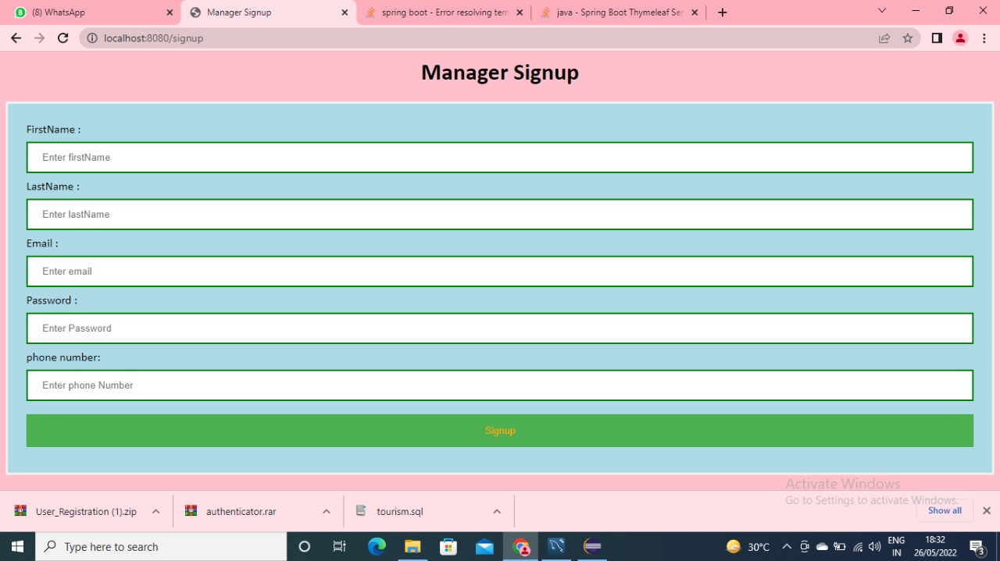 8 (8) WhatsApp
Manager Signup
spring boot - Error resolving tem
java - Spring Boot Thymeleaf Ser
localhost:8080/signup
Manager Signup
FirstName :
Enter firstName
LastName :
Enter lastName
Email :
Enter email
Password :
Enter Password
phone number:
Enter phone Number
Signup
Activate Windows
Go to Settings to activate Windows.
User_Registration (1).zip
authenticator.rar
tourism.sql
Show all
Type here to search
30°C
ENG
IN
18:32
26/05/2022
3